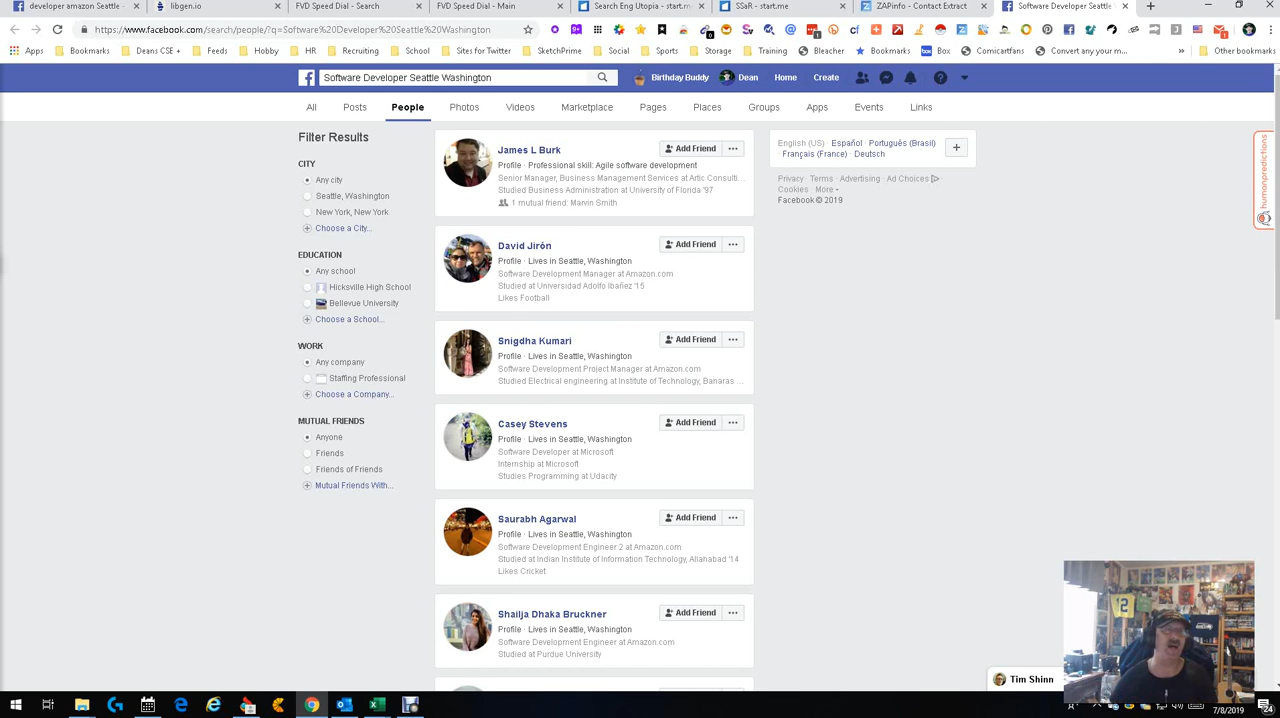 developer amazon Seattle -
libgen.io
FVD Speed Dial - Search
FVD Speed Dial - Main
Search Eng Utopia - start.me
SSaR - start.me
ZAPinfo - Contact Extract
Software Developer Seattle
https://www.facebook.com/search/people/?q=Software%20Developer%20Seattle%20Washington
Apps Bookmarks Deans CSE + Feeds Hobby HR Recruiting School Sites for Twitter SketchPrime Social Sports Storage Training Bleacher Bookmarks Box Comicartfans Convert any your m... » Other bookmarks
Software Developer Seattle Washington
Birthday Buddy Dean Home Create
All Posts People Photos Videos Marketplace Pages Places Groups Apps Events Links
Filter Results
CITY
Any city
Seattle, Washington
New York, New York
Choose a City...
EDUCATION
Any school
Hicksville High School
Bellevue University
Choose a School...
WORK
Any company
Staffing Professional
Choose a Company...
MUTUAL FRIENDS
Anyone
Friends
Friends of Friends
Mutual Friends With...
James L Burk
Add Friend
Profile · Professional skill: Agile software development
Senior Manager, Business Management Services at Artic Consulti...
Studied Business Administration at University of Florida '97
1 mutual friend: Marvin Smith
David Jirón
Add Friend
Profile · Lives in Seattle, Washington
Software Development Manager at Amazon.com
Studied at Universidad Adolfo Ibañez '15
Likes Football
Snigdha Kumari
Add Friend
Profile · Lives in Seattle, Washington
Software Development Project Manager at Amazon.com
Studied Electrical engineering at Institute of Technology, Banaras ...
Casey Stevens
Add Friend
Profile · Lives in Seattle, Washington
Software Developer at Microsoft
Internship at Microsoft
Studies Programming at Udacity
Saurabh Agarwal
Add Friend
Profile · Lives in Seattle, Washington
Software Development Engineer 2 at Amazon.com
Studied at Indian Institute of Information Technology, Allahabad '14
Likes Cricket
Shailja Dhaka Bruckner
Add Friend
Profile · Lives in Seattle, Washington
Software Development Engineer at Amazon.com
Studied at Purdue University
English (US) · Español · Português (Brasil) ·
Français (France) · Deutsch
Privacy · Terms · Advertising · Ad Choices ·
Cookies · More
Facebook © 2019
humanpredictions
12
Tim Shinn
7/8/2019
24